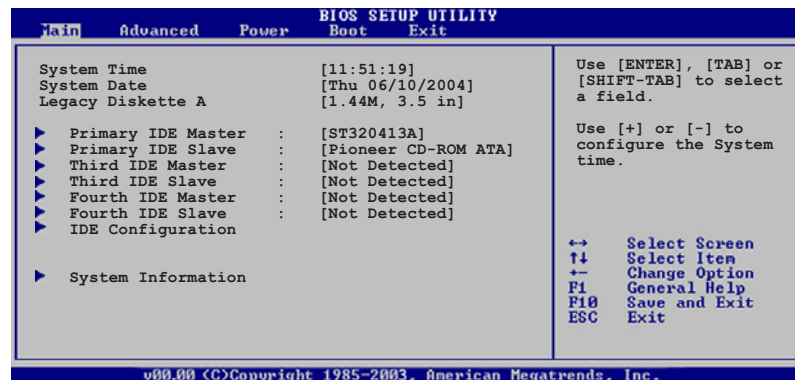 BIOS SETUP UTILITY
Main Advanced Power Boot Exit
System Time [11:51:19]
System Date [Thu 06/10/2004]
Legacy Diskette A [1.44M, 3.5 in]
Primary IDE Master : [ST320413A]
Primary IDE Slave : [Pioneer CD-ROM ATA]
Third IDE Master : [Not Detected]
Third IDE Slave : [Not Detected]
Fourth IDE Master : [Not Detected]
Fourth IDE Slave : [Not Detected]
IDE Configuration
System Information
Use [ENTER], [TAB] or
[SHIFT-TAB] to select
a field.
Use [+] or [-] to
configure the System
time.
↔ Select Screen
↑↓ Select Item
+- Change Option
F1 General Help
F10 Save and Exit
ESC Exit
v00.00 (C)Copyright 1985-2003, American Megatrends, Inc.